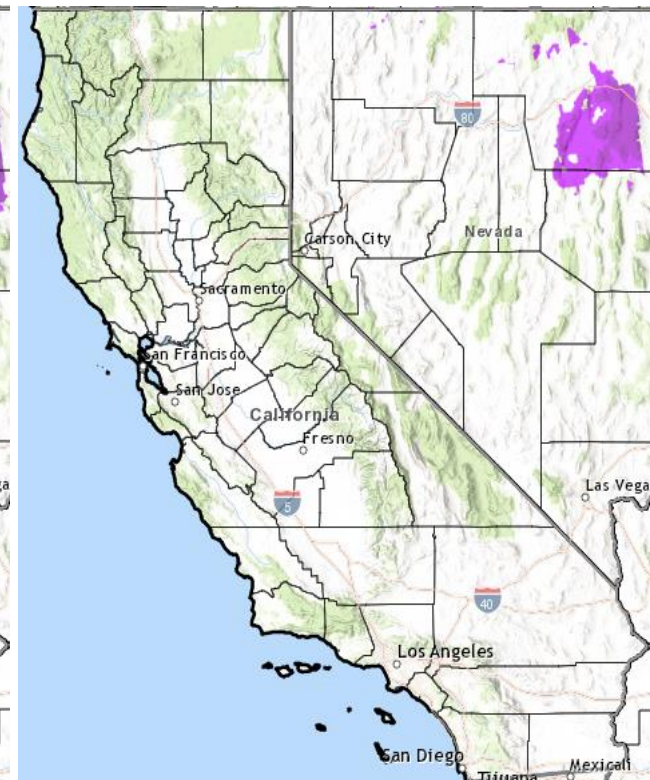 80
Nevada
Carson City
Sacramento
San Francisco
San Jose
California
Fresno
5
Las Vega
40
Los Angeles
San Diego
Tijuana
Mexicali